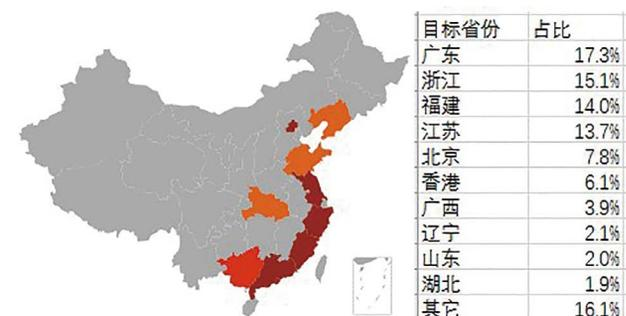 目标省份 占比
广东 17.3%
浙江 15.1%
福建 14.0%
江苏 13.7%
北京 7.8%
香港 6.1%
广西 3.9%
辽宁 2.1%
山东 2.0%
湖北 1.9%
其它 16.1%